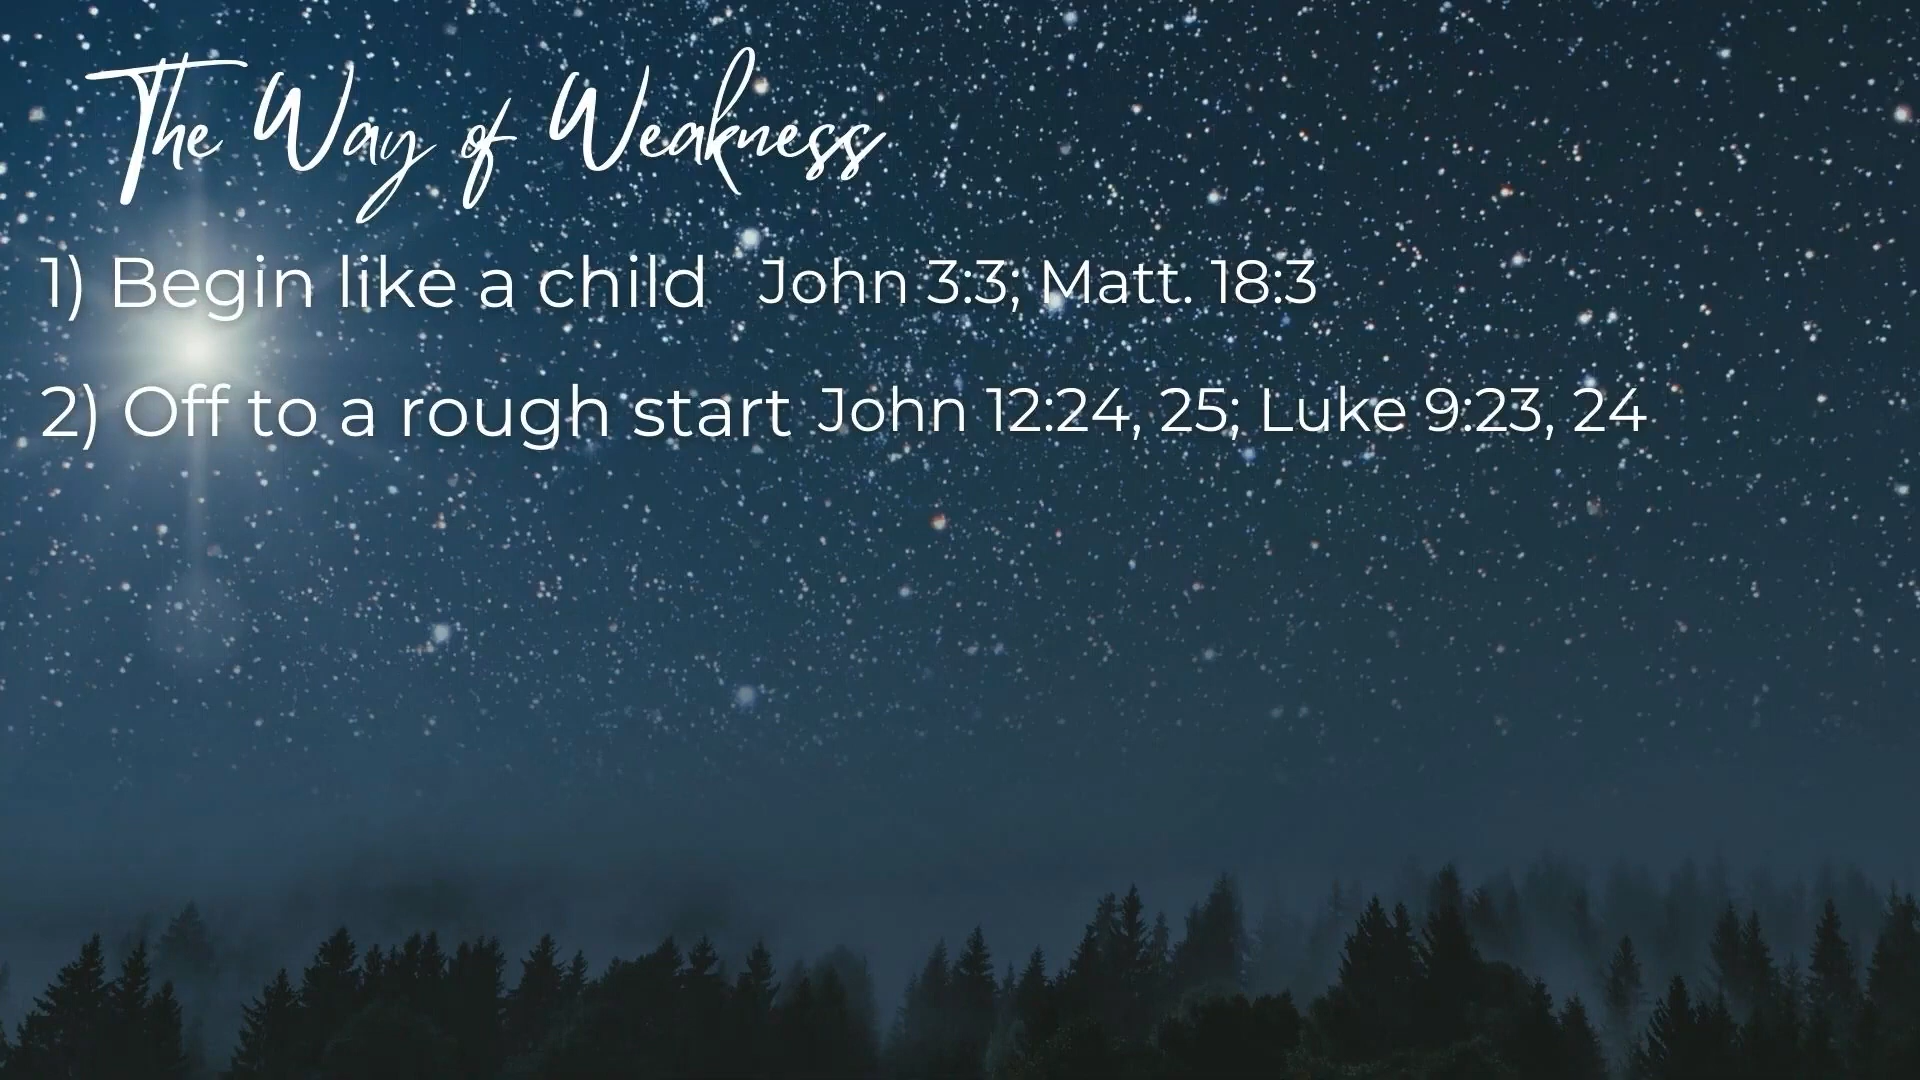 The Way of Weakness
1) Begin like a child John 3:3; Matt. 18:3
2) Off to a rough start John 12:24, 25; Luke 9:23, 24